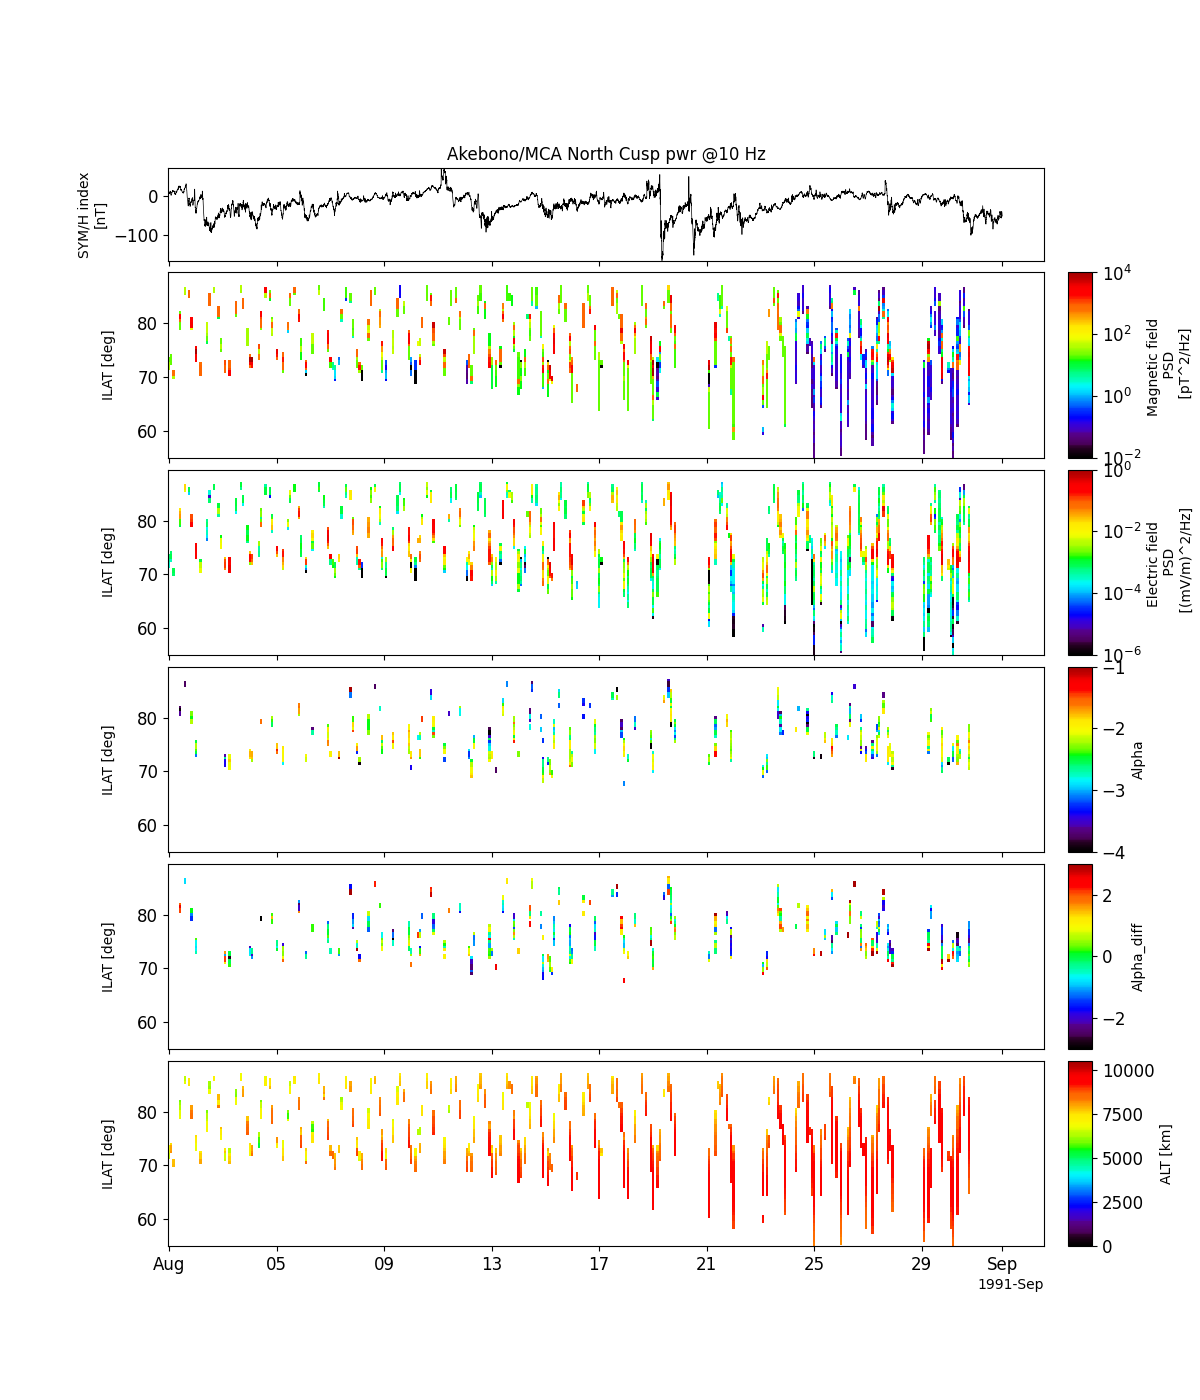 Akebono/MCA North Cusp pwr @10 Hz
SYM/H index
[nT]
0
−100
ILAT [deg]
80
70
60
10^4
10^2
10^0
10^-2
Magnetic field
PSD
[pT^2/Hz]
ILAT [deg]
80
70
60
10^0
10^-2
10^-4
10^-6
Electric field
PSD
[(mV/m)^2/Hz]
ILAT [deg]
80
70
60
−1
−2
−3
−4
Alpha
ILAT [deg]
80
70
60
2
0
−2
Alpha_diff
ILAT [deg]
80
70
60
10000
7500
5000
2500
0
ALT [km]
Aug 05 09 13 17 21 25 29 Sep
1991-Sep